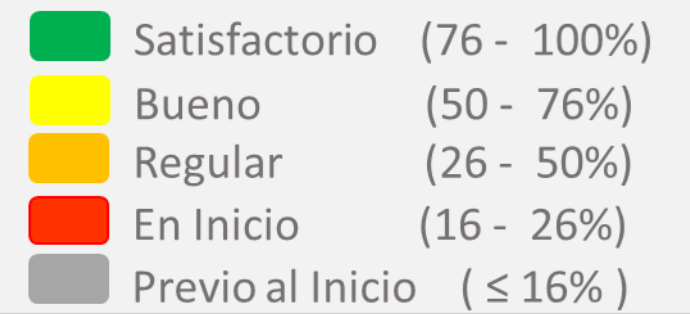 Satisfactorio (76 - 100%)
Bueno (50 - 76%)
Regular (26 - 50%)
En Inicio (16 - 26%)
Previo al Inicio ( ≤ 16% )